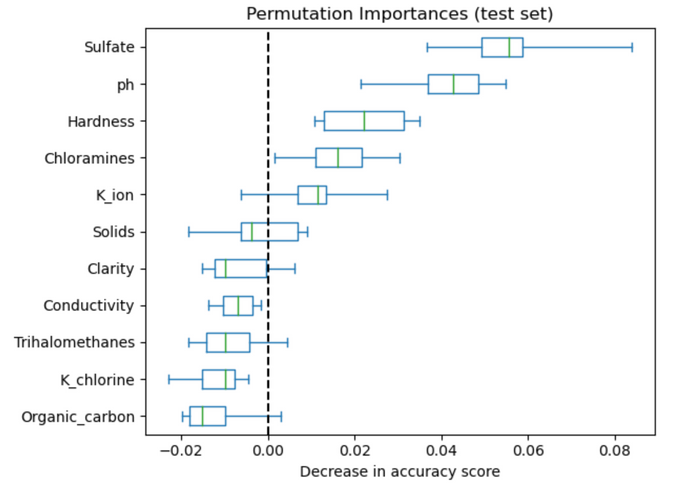 Permutation Importances (test set)
Sulfate
ph
Hardness
Chloramines
K_ion
Solids
Clarity
Conductivity
Trihalomethanes
K_chlorine
Organic_carbon
−0.02 0.00 0.02 0.04 0.06 0.08
Decrease in accuracy score